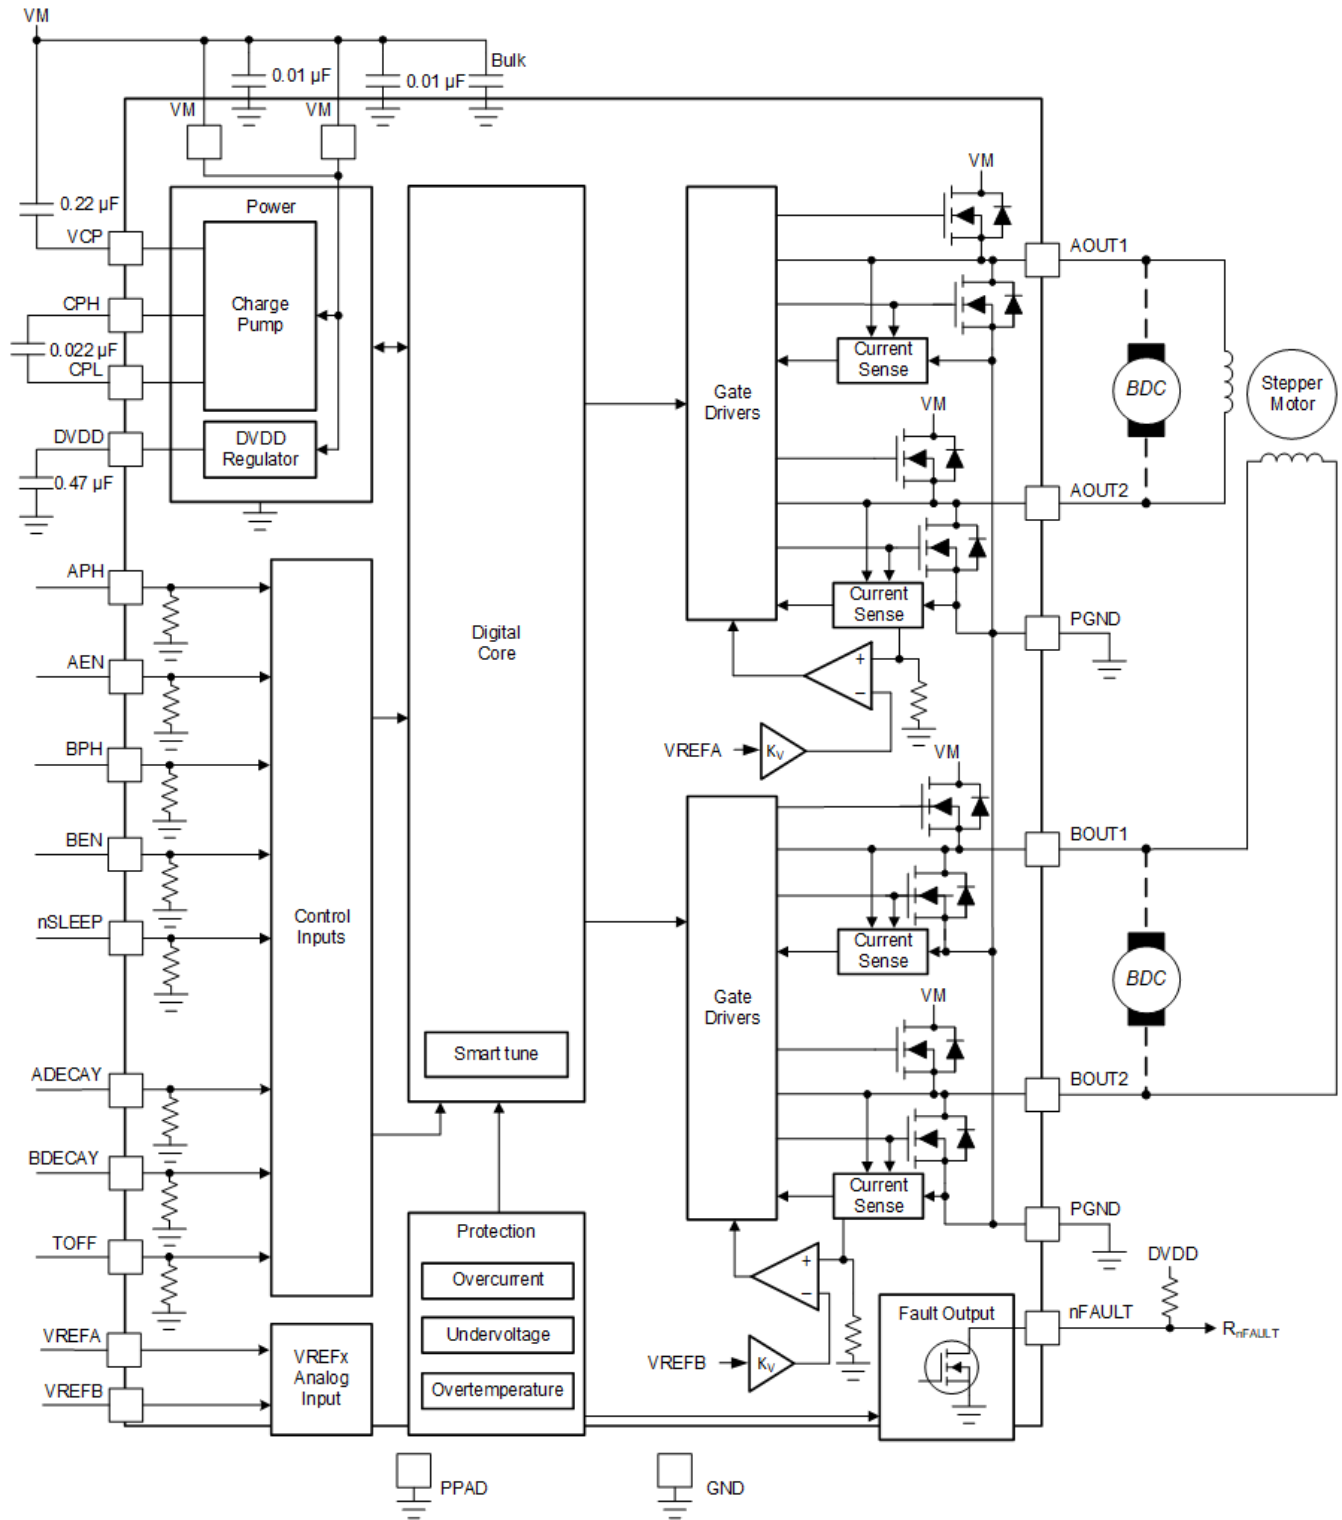 VM
Bulk
0.01 µF
0.01 µF
VM
VM
VM
0.22 µF
Power
VCP
AOUT1
CPH
Charge
Pump
0.022 µF
CPL
Current
Sense
Gate
Drivers
BDC
Stepper
Motor
VM
DVDD
DVDD
Regulator
0.47 µF
AOUT2
APH
Current
Sense
PGND
Digital
Core
AEN
+
−
VREFA
KV
BPH
VM
BOUT1
BEN
nSLEEP
Control
Inputs
Current
Sense
BDC
Gate
Drivers
VM
Smart tune
ADECAY
BOUT2
BDECAY
Current
Sense
PGND
Protection
TOFF
DVDD
+
−
Overcurrent
Fault Output
nFAULT
RnFAULT
VREFA
Undervoltage
VREFx
Analog
Input
VREFB
KV
VREFB
Overtemperature
PPAD
GND